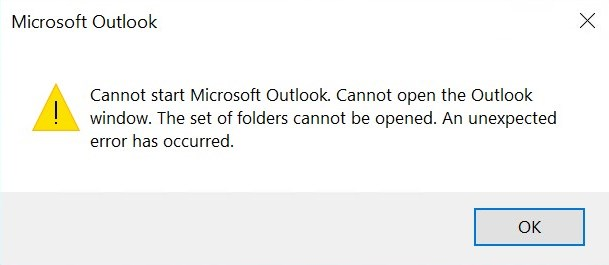 Microsoft Outlook
Cannot start Microsoft Outlook. Cannot open the Outlook
window. The set of folders cannot be opened. An unexpected
error has occurred.
OK